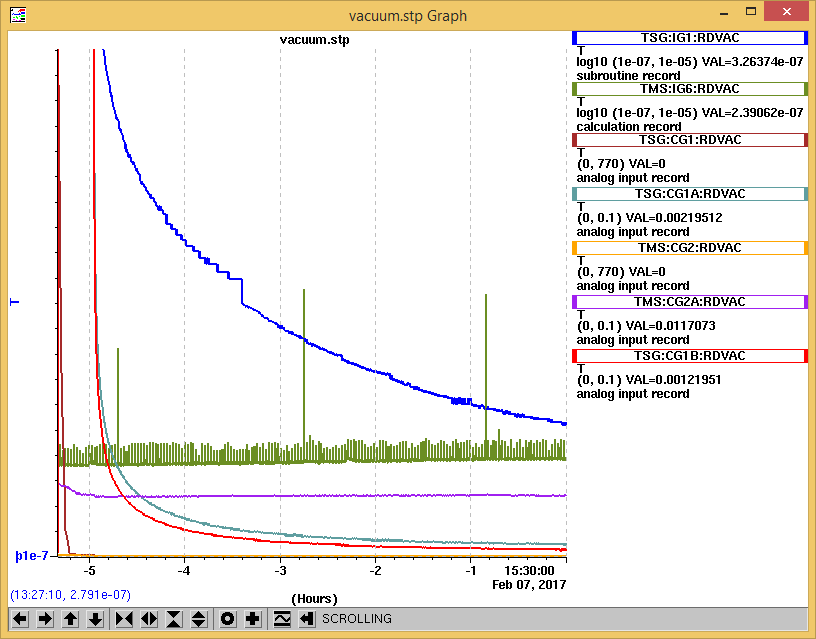 vacuum.stp Graph
vacuum.stp
TSG:IG1:RDVAC
T
log10 (1e-07, 1e-05) VAL=3.26374e-07
subroutine record
TMS:IG6:RDVAC
T
log10 (1e-07, 1e-05) VAL=2.39062e-07
calculation record
TSG:CG1:RDVAC
T
(0, 770) VAL=0
analog input record
TSG:CG1A:RDVAC
T
(0, 0.1) VAL=0.00219512
analog input record
TMS:CG2:RDVAC
T
(0, 770) VAL=0
analog input record
TMS:CG2A:RDVAC
T
(0, 0.1) VAL=0.0117073
analog input record
TSG:CG1B:RDVAC
T
(0, 0.1) VAL=0.00121951
analog input record
T
1e-7
-5 -4 -3 -2 -1 15:30:00
Feb 07, 2017
(13:27:10, 2.791e-07)
(Hours)
SCROLLING